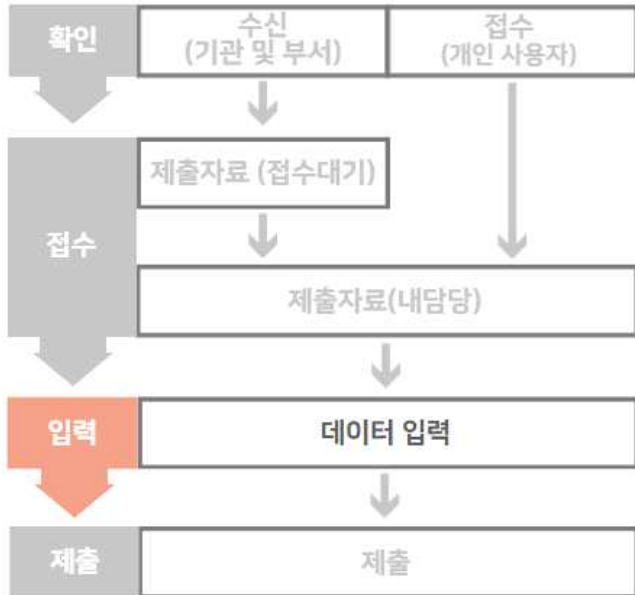 확인
수신
(기관 및 부서)
접수
(개인 사용자)
제출자료 (접수대기)
접수
제출자료(내담당)
입력
데이터 입력
제출
제출